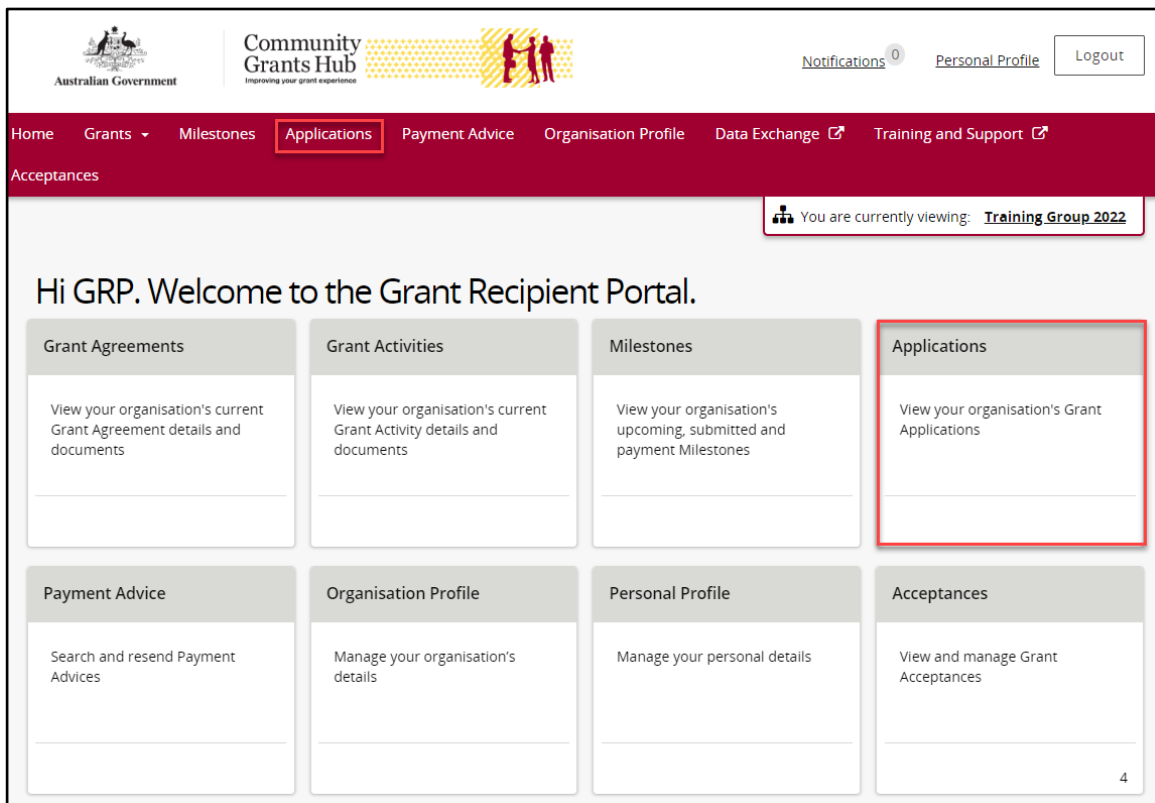 Community
Grants Hub
Improving your grant experience
Australian Government
Notifications 0
Personal Profile
Logout
Home
Grants
Milestones
Applications
Payment Advice
Organisation Profile
Data Exchange
Training and Support
Acceptances
You are currently viewing: Training Group 2022
Hi GRP. Welcome to the Grant Recipient Portal.
Grant Agreements
View your organisation's current
Grant Agreement details and
documents
Grant Activities
View your organisation's current
Grant Activity details and
documents
Milestones
View your organisation's
upcoming, submitted and
payment Milestones
Applications
View your organisation's Grant
Applications
Payment Advice
Search and resend Payment
Advices
Organisation Profile
Manage your organisation’s
details
Personal Profile
Manage your personal details
Acceptances
View and manage Grant
Acceptances
4